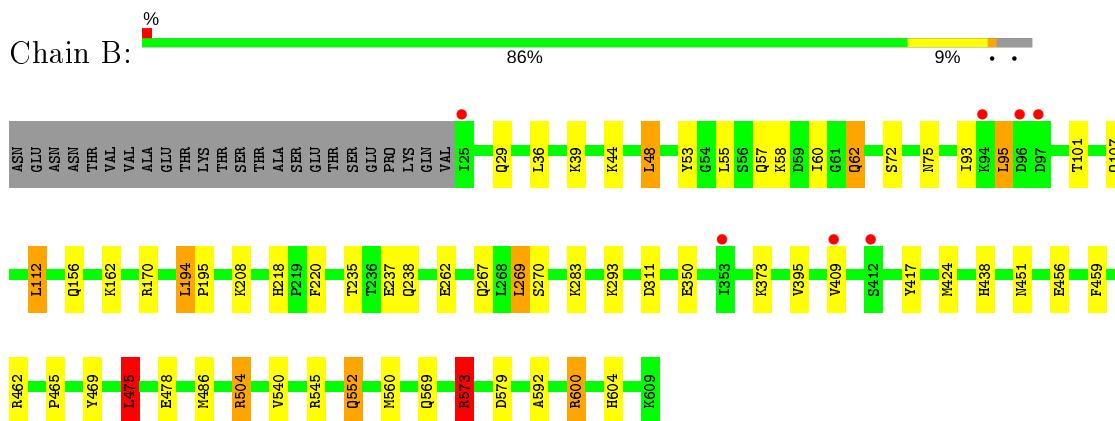 %
Chain B:
86% 9% • •
ASN GLU ASN ASN THR VAL VAL ALA GLU THR LYS THR SER THR ALA SER GLU THR SER GLU PRO LYS GLN VAL I25 Q29 L36 K39 K44 L48 Y53 G54 L55 S56 Q57 K58 D59 I60 G61 Q62 S72 N75 I93 K94 L95 D96 D97 T101 Q107
L112 Q156 K162 R170 L194 P195 K208 H218 P219 F220 T235 T236 E237 Q238 E262 Q267 L268 L269 S270 K283 K293 D311 E350 I353 K373 V395 V409 S412 Y417 M424 H438 N451 E456 F459
R462 P465 Y469 L475 E478 M486 R504 V540 R545 Q552 M560 Q569 R573 D579 A592 R600 H604 K609